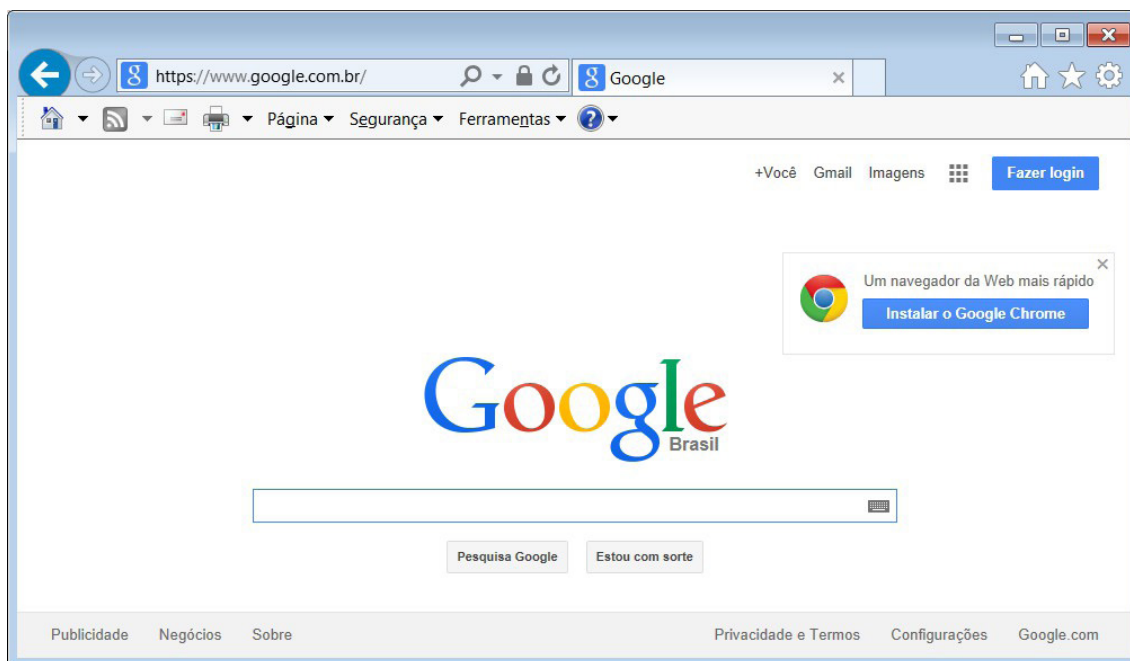 https://www.google.com.br/ Google
Página Segurança Ferramentas
+Você Gmail Imagens Fazer login
Um navegador da Web mais rápido
Instalar o Google Chrome
Google
Brasil
Pesquisa Google Estou com sorte
Publicidade Negócios Sobre Privacidade e Termos Configurações Google.com